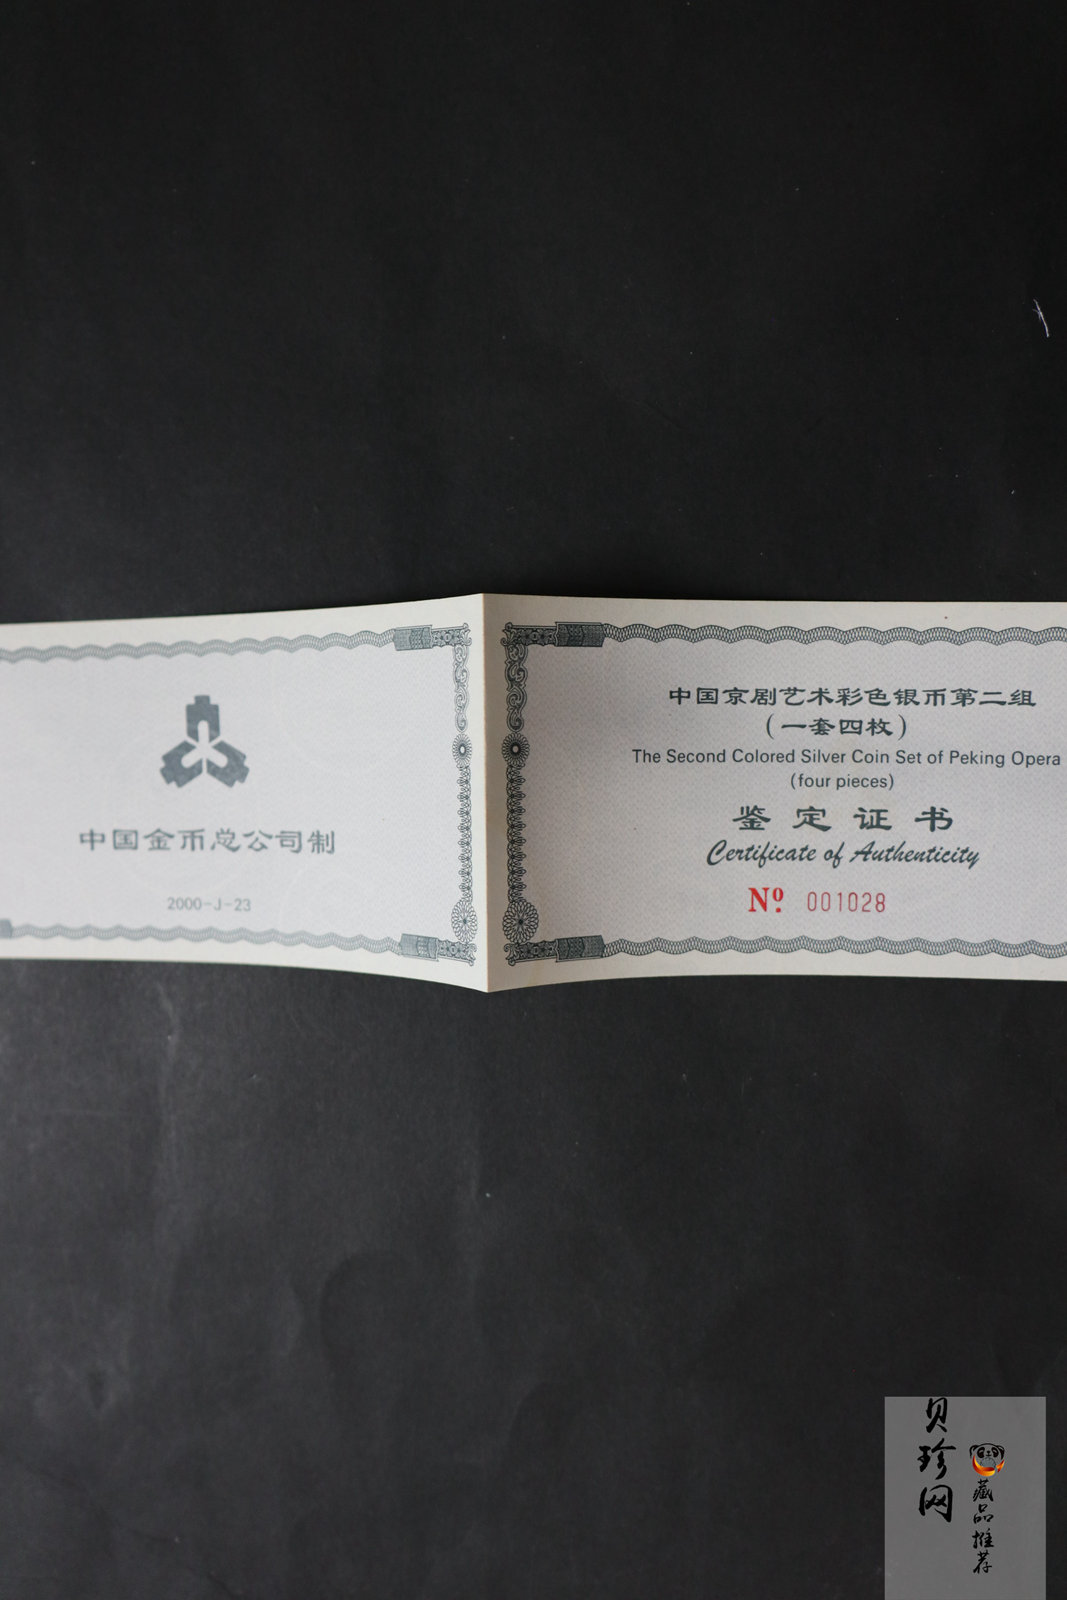 中国金币总公司制
2000-J-23
中国京剧艺术彩色银币第二组
(一套四枚)
The Second Colored Silver Coin Set of Peking Opera
(four pieces)
鉴定证书
Certificate of Authenticity
Nº 001028
贝珍网
藏品推荐